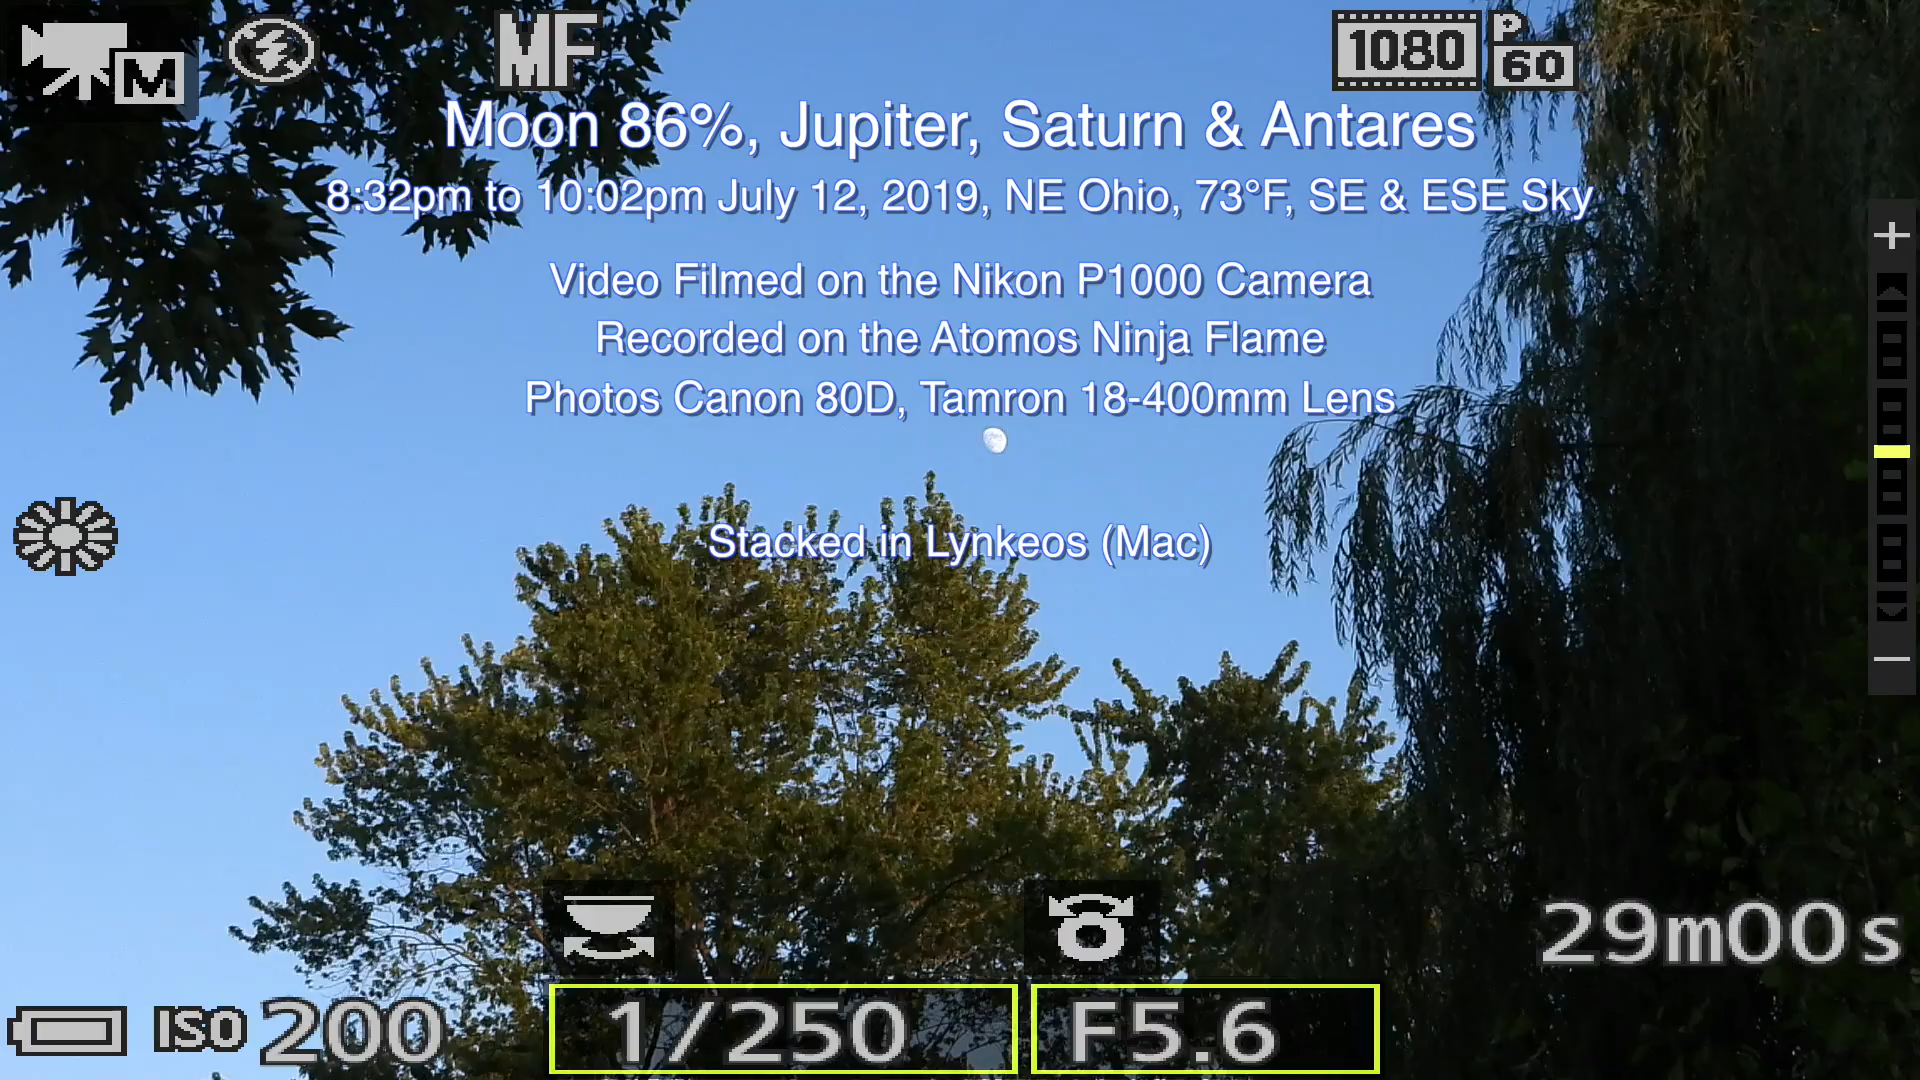 M MF 1080 P 60
Moon 86%, Jupiter, Saturn & Antares
8:32pm to 10:02pm July 12, 2019, NE Ohio, 73°F, SE & ESE Sky
Video Filmed on the Nikon P1000 Camera
Recorded on the Atomos Ninja Flame
Photos Canon 80D, Tamron 18-400mm Lens
Stacked in Lynkeos (Mac)
29m00s
ISO 200 1/250 F5.6